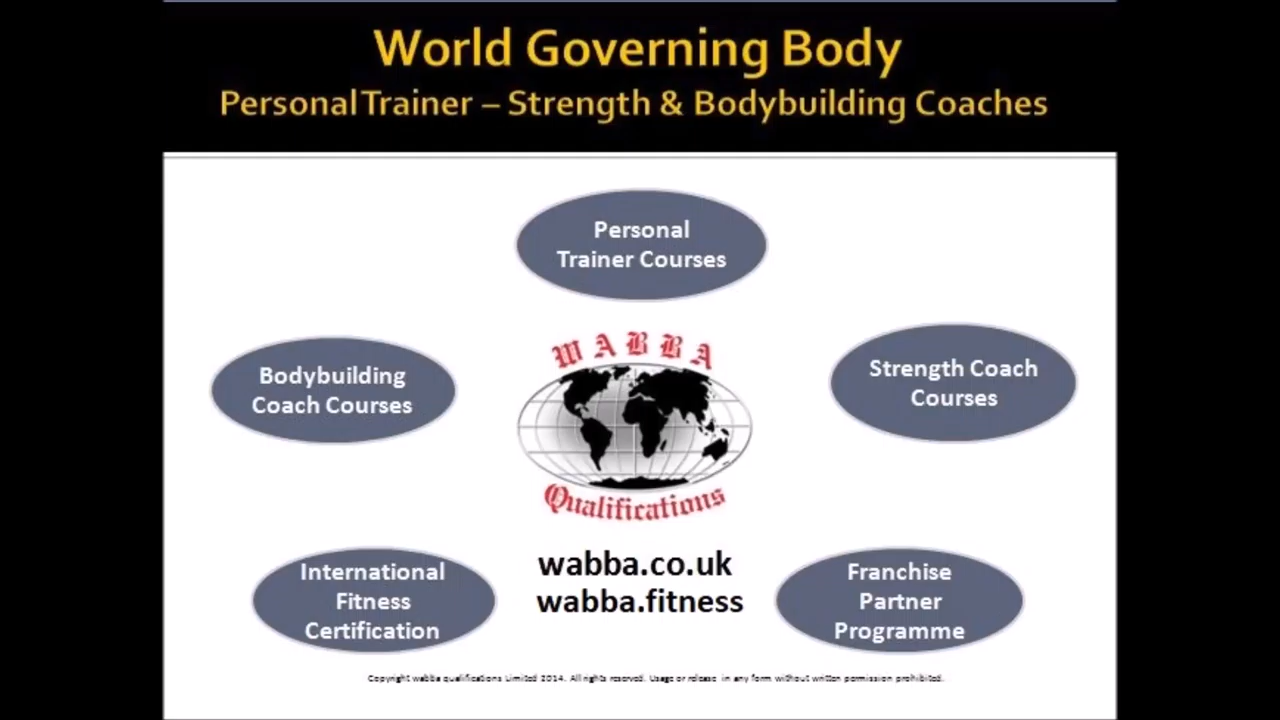 World Governing Body
Personal Trainer – Strength & Bodybuilding Coaches
Personal
Trainer Courses
Bodybuilding
Coach Courses
WABBA
Qualifications
Strength Coach
Courses
International
Fitness
Certification
wabba.co.uk
wabba.fitness
Franchise
Partner
Programme
Copyright wabba qualifications Limited 2014. All rights reserved. Usage or release in any form without written permission prohibited.